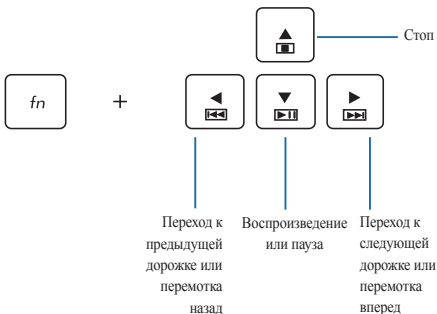 Стоп
fn
+
Переход к
предыдущей
дорожке или
перемотка
назад
Воспроизведение
или пауза
Переход к
следующей
дорожке или
перемотка
вперед